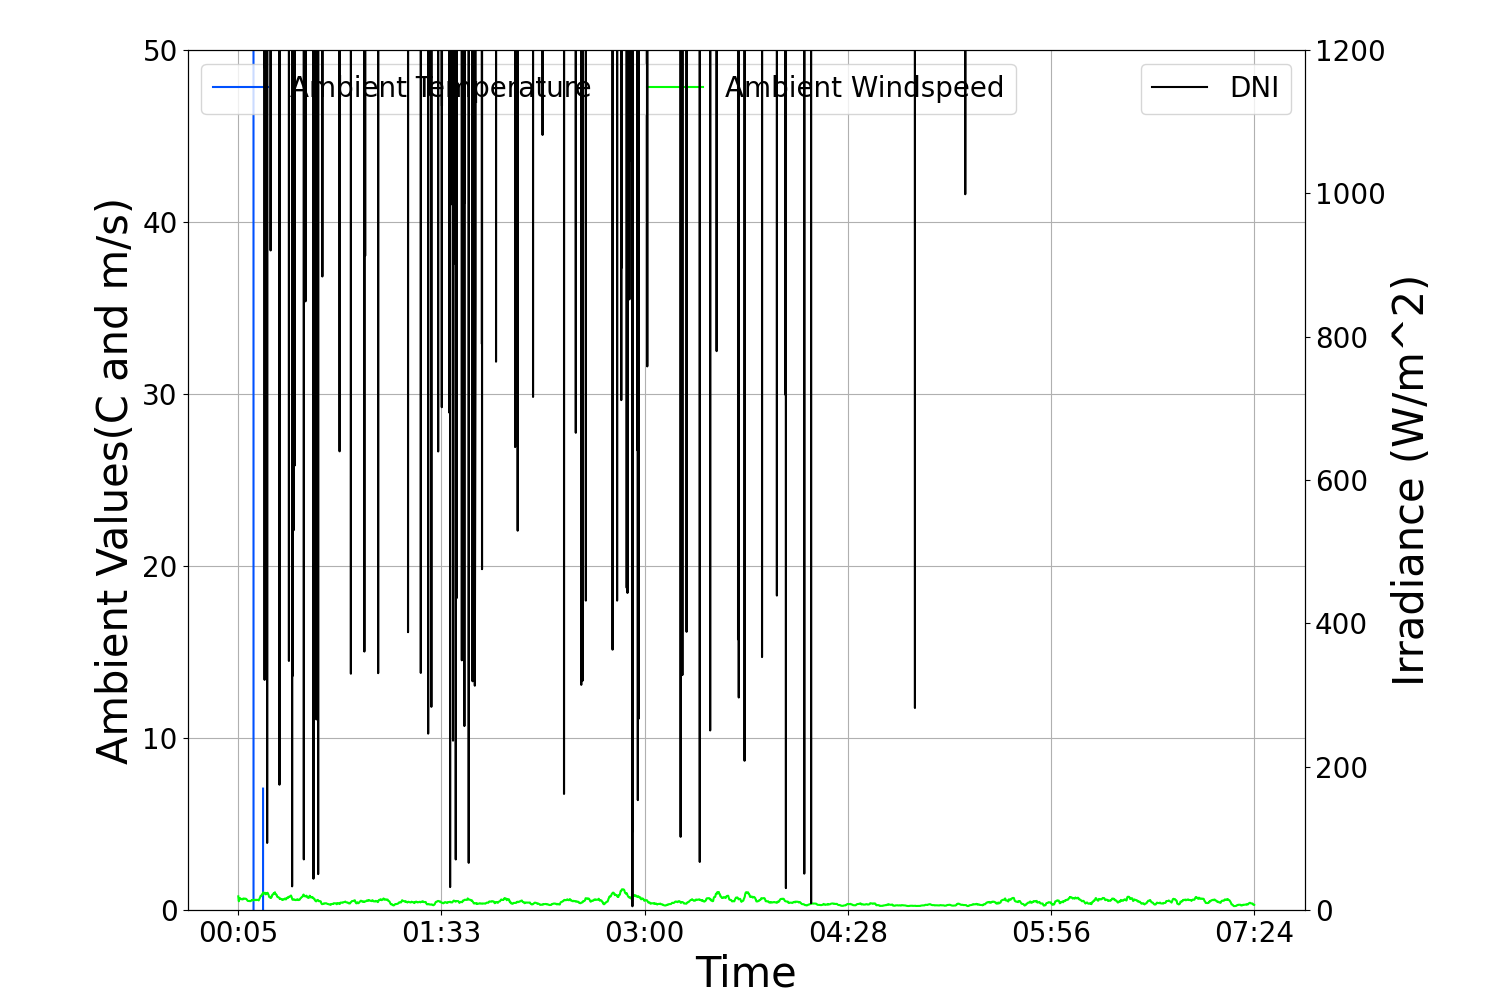 Ambient Temperature
Ambient Windspeed
DNI
Ambient Values(C and m/s)
50
40
30
20
10
0
1200
1000
800
600
400
200
0
Irradiance (W/m^2)
00:05 01:33 03:00 04:28 05:56 07:24
Time